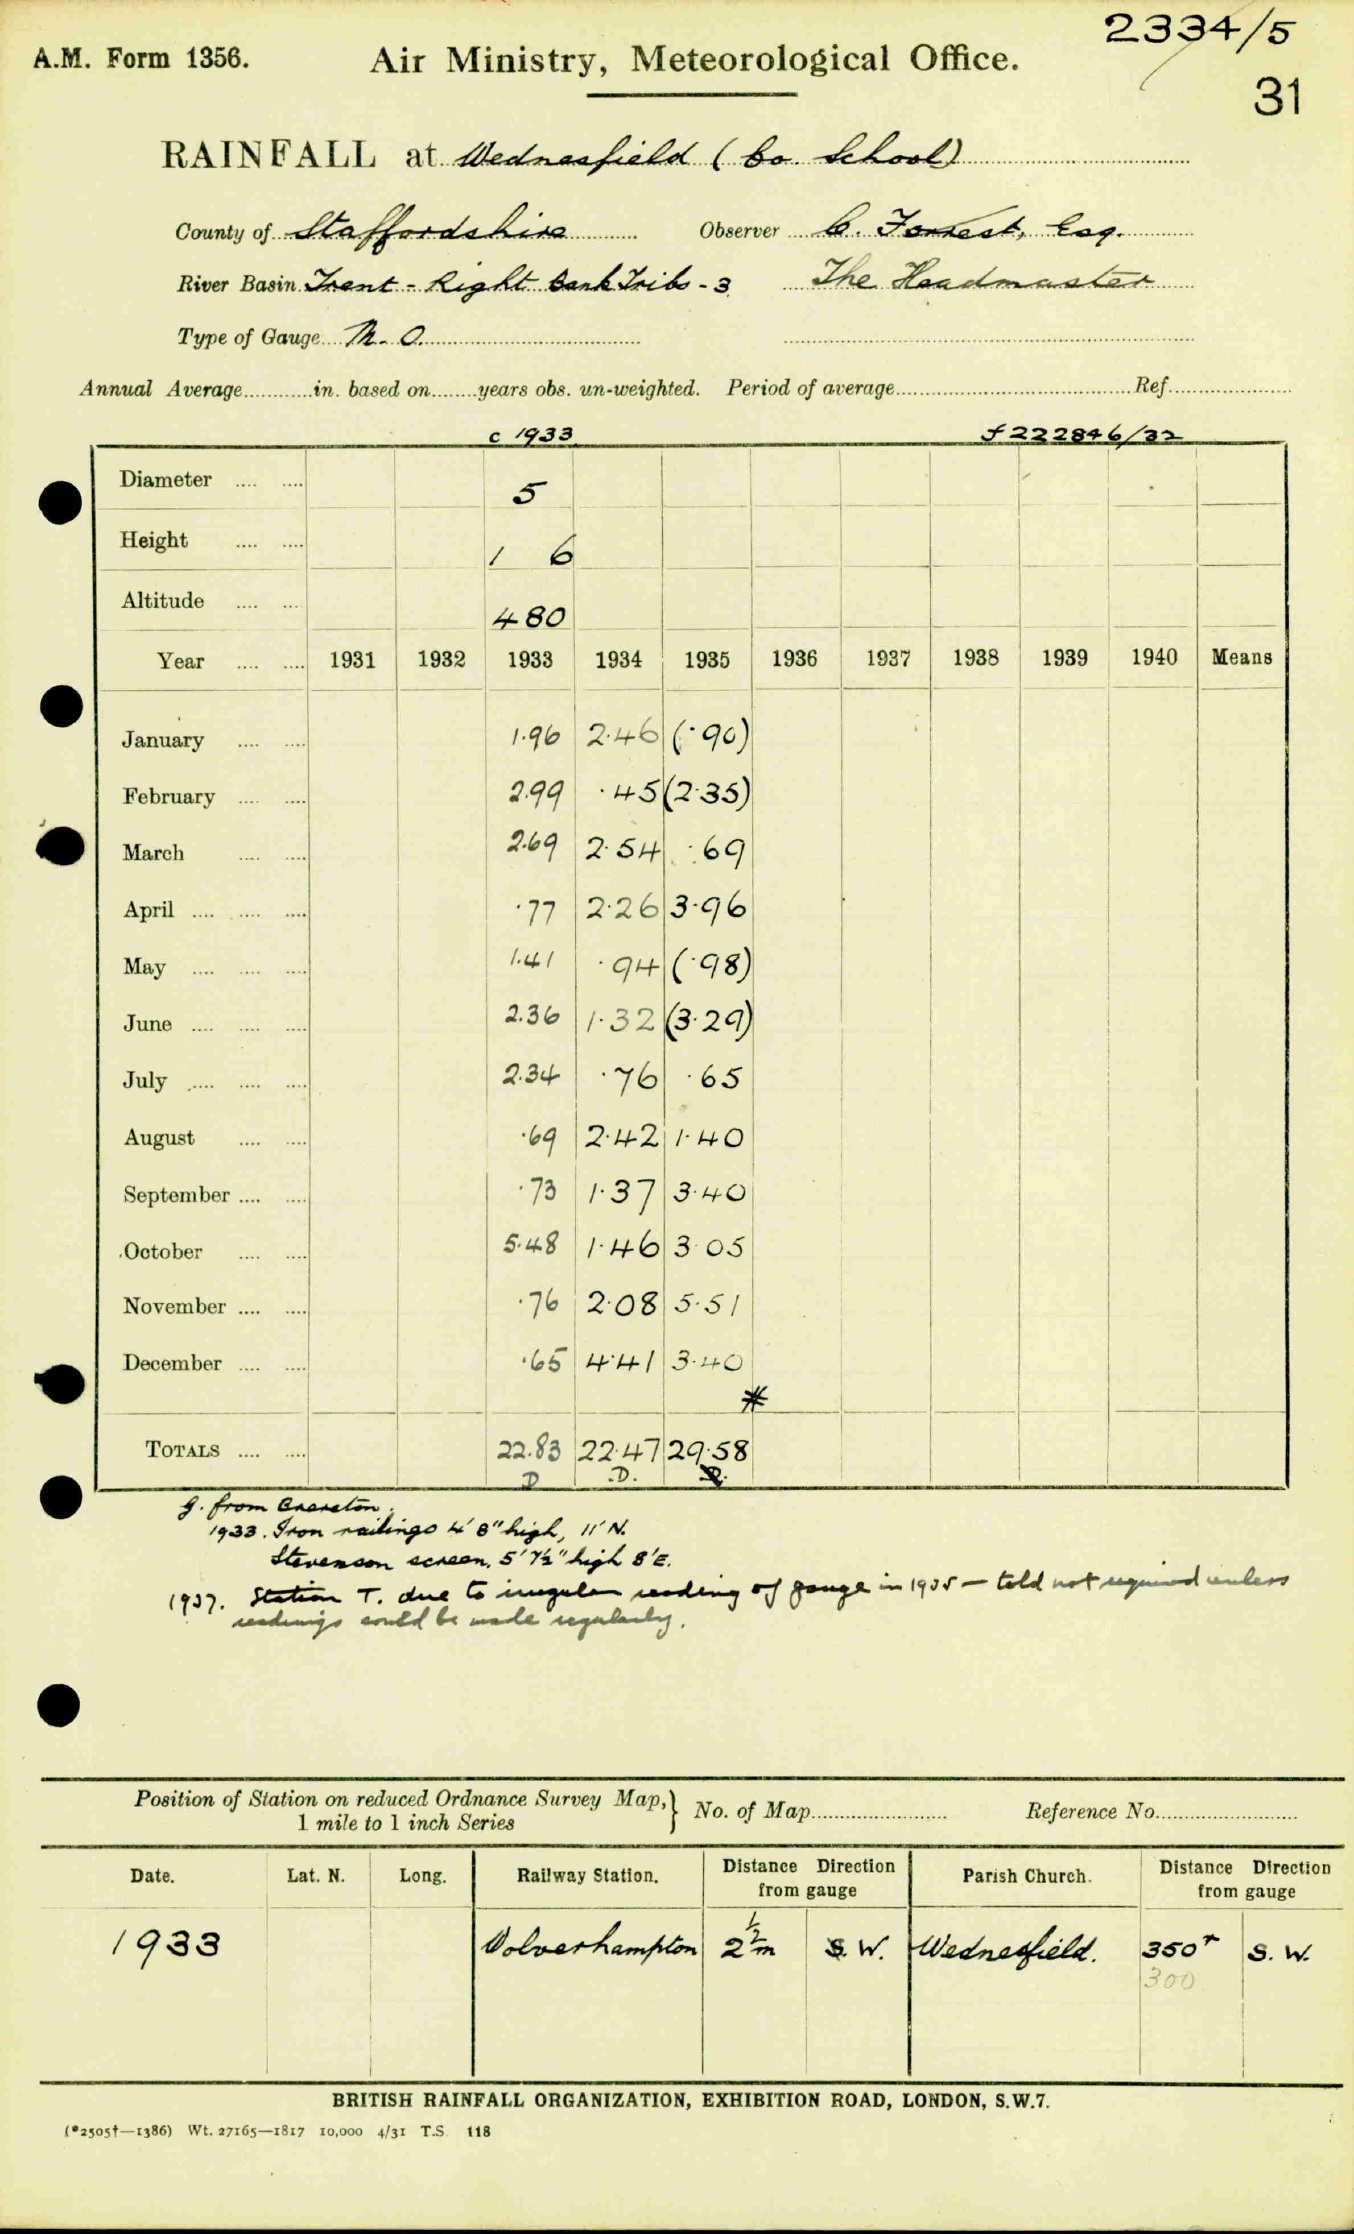 2334/5
A.M. Form 1356.
Air Ministry, Meteorological Office.
31
RAINFALL at Wednesfield (Co. School)
County of Staffordshire Observer C. Forrest, Esq.
River Basin Trent - Right Bank Tribs - 3 The Headmaster
Type of Gauge M. O.
Annual Average in. based on years obs. un-weighted. Period of average Ref.
c 1933 f 222846/32
Diameter 5
Height 1 6
Altitude 480
Year 1931 1932 1933 1934 1935 1936 1937 1938 1939 1940 Means
January 1.96 2.46 (.90)
February 2.99 .45 (2.35)
March 2.69 2.54 .69
April .77 2.26 3.96
May 1.41 .94 (.98)
June 2.36 1.32 (3.29)
July 2.34 .76 .65
August .69 2.42 1.40
September .73 1.37 3.40
October 5.48 1.46 3.05
November .76 2.08 5.51
December .65 4.41 3.40
#
TOTALS 22.83 22.47 29.58
D D. D.
g. from
1933. Iron railings 4' 8" high, 11' N.
Stevenson screen, 5' 7½" high 8' E.
1937. Station T. due to irregular reading of gauge in 1935 — told not required unless
readings could be made regularly.
Position of Station on reduced Ordnance Survey Map, } No. of Map Reference No.
1 mile to 1 inch Series
Date. Lat. N. Long. Railway Station. Distance Direction from gauge Parish Church. Distance Direction from gauge
1933 Wolverhampton 2½ m S. W. Wednesfield. 350ˣ S. W.
300
BRITISH RAINFALL ORGANIZATION, EXHIBITION ROAD, LONDON, S.W.7.
(*2505†—1386) Wt. 27165—1817 10,000 4/31 T.S. 118